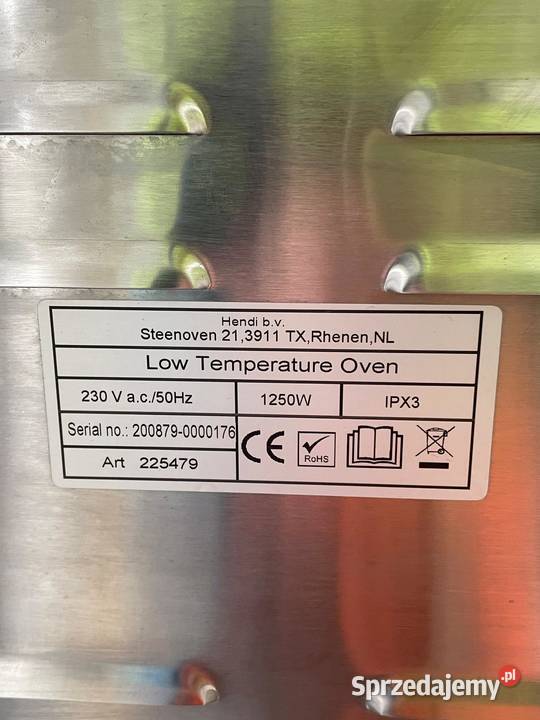 Hendi b.v.
Steenoven 21,3911 TX,Rhenen,NL
Low Temperature Oven
230 V a.c./50Hz 1250W IPX3
Serial no.: 200879-0000176
Art 225479
CE RoHS
Sprzedajemy.pl